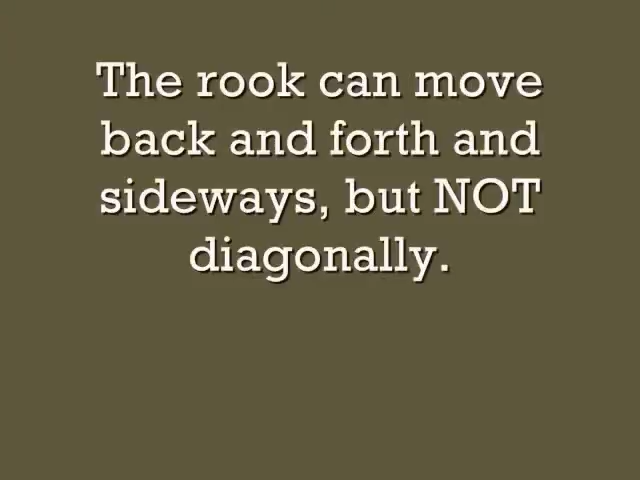 The rook can move
back and forth and
sideways, but NOT
diagonally.